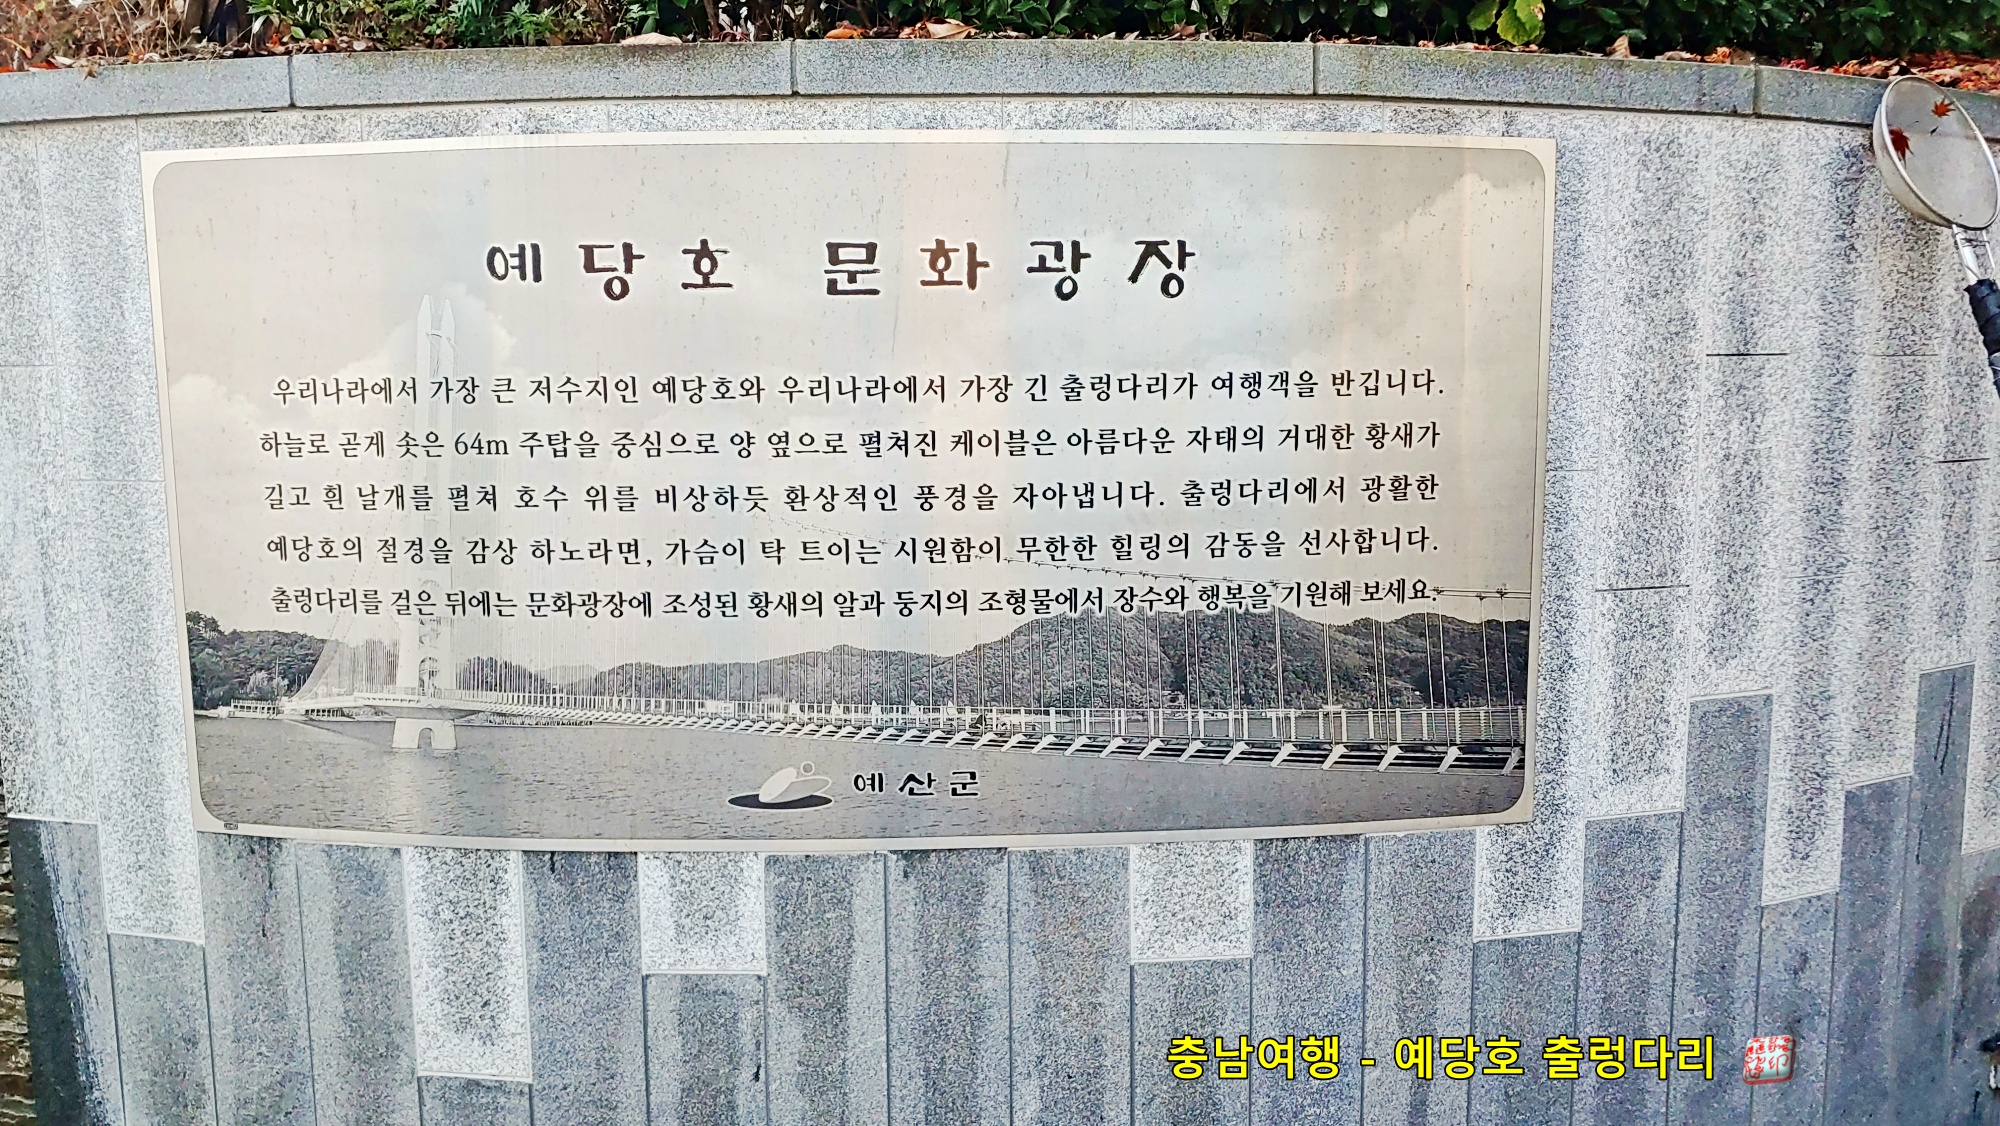 예당호 문화광장
우리나라에서 가장 큰 저수지인 예당호와 우리나라에서 가장 긴 출렁다리가 여행객을 반깁니다.
하늘로 곧게 솟은 64m 주탑을 중심으로 양 옆으로 펼쳐진 케이블은 아름다운 자태의 거대한 황새가
길고 흰 날개를 펼쳐 호수 위를 비상하듯 환상적인 풍경을 자아냅니다. 출렁다리에서 광활한
예당호의 절경을 감상 하노라면, 가슴이 탁 트이는 시원함이 무한한 힐링의 감동을 선사합니다.
출렁다리를 걸은 뒤에는 문화광장에 조성된 황새의 알과 둥지의 조형물에서 장수와 행복을 기원해 보세요.
예산군
충남여행 - 예당호 출렁다리